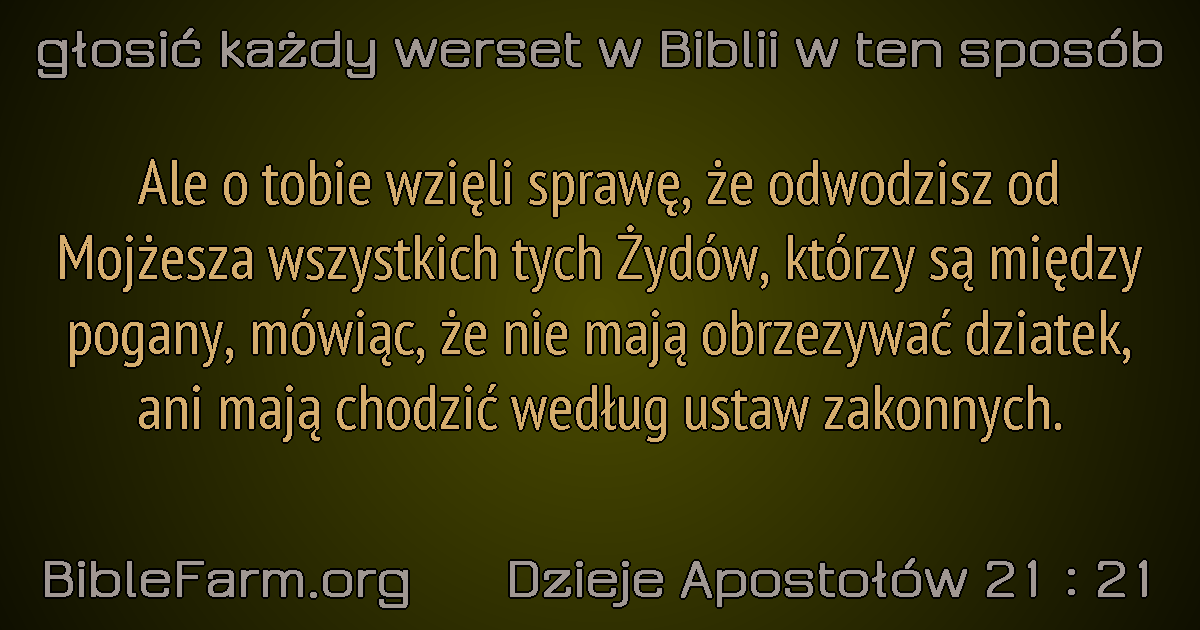 głosić każdy werset w Biblii w ten sposób
Ale o tobie wzięli sprawę, że odwodzisz od
Mojżesza wszystkich tych Żydów, którzy są między
pogany, mówiąc, że nie mają obrzezywać dziatek,
ani mają chodzić według ustaw zakonnych.
BibleFarm.org Dzieje Apostołów 21 : 21